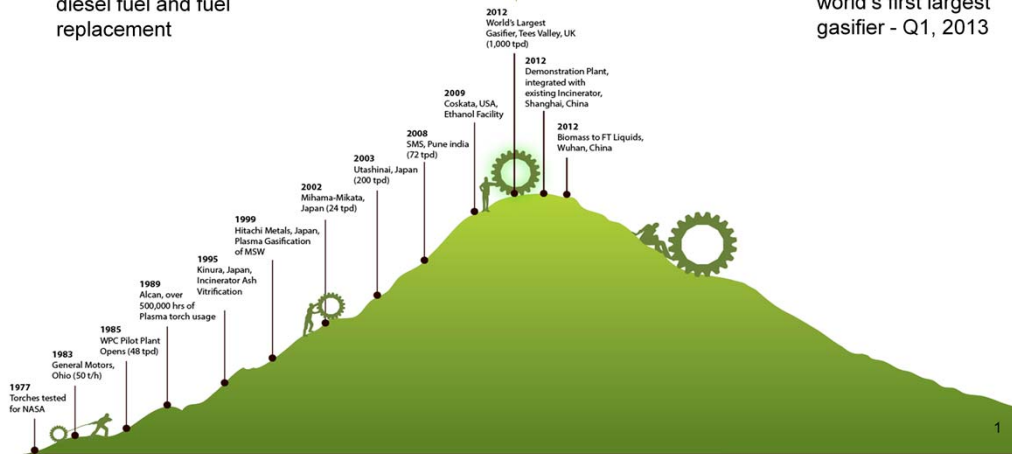 diesel fuel and fuel
replacement
world's first largest
gasifier - Q1, 2013
2012
World's Largest
Gasifier, Tees Valley, UK
(1,000 tpd)
2012
Demonstration Plant,
integrated with
existing Incinerator,
Shanghai, China
2012
Biomass to FT Liquids,
Wuhan, China
2009
Coskata, USA,
Ethanol Facility
2008
SMS, Pune india
(72 tpd)
2003
Utashinai, Japan
(200 tpd)
2002
Mihama-Mikata,
Japan (24 tpd)
1999
Hitachi Metals, Japan,
Plasma Gasification
of MSW
1995
Kinura, Japan,
Incinerator Ash
Vitrification
1989
Alcan, over
500,000 hrs of
Plasma torch usage
1985
WPC Pilot Plant
Opens (48 tpd)
1983
General Motors,
Ohio (50 t/h)
1977
Torches tested
for NASA
1